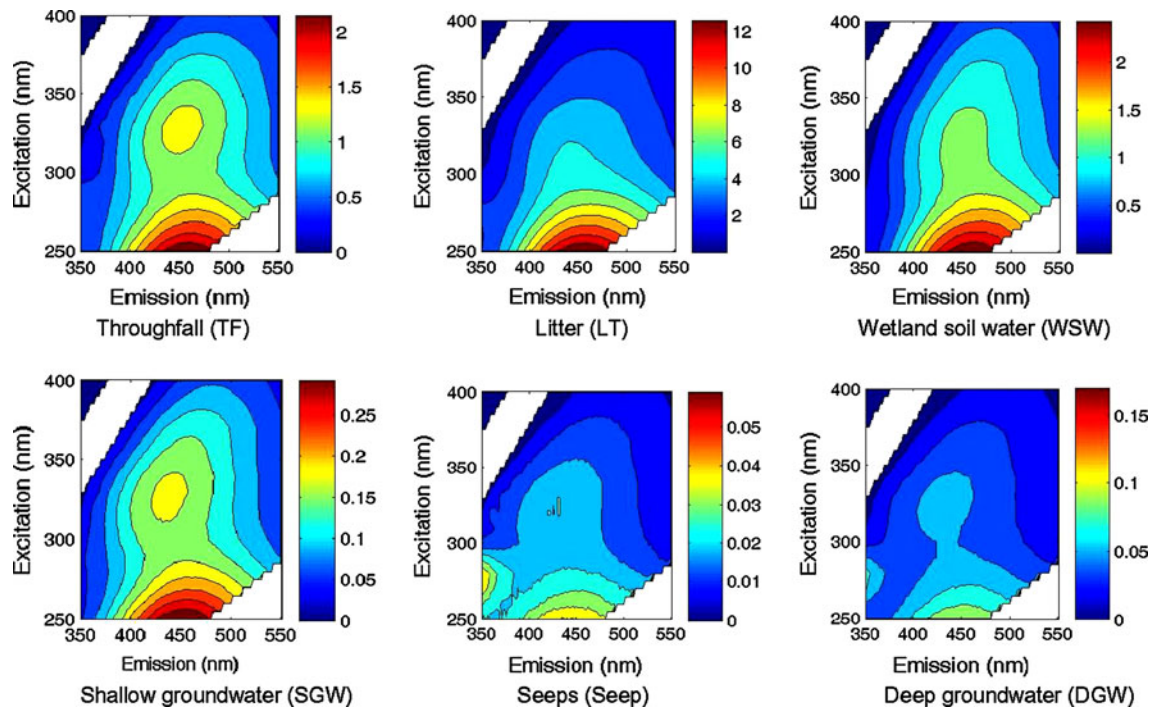 400
350
300
250
Excitation (nm)
350 400 450 500 550
Emission (nm)
2
1.5
1
0.5
0
Throughfall (TF)
400
350
300
250
Excitation (nm)
350 400 450 500 550
Emission (nm)
12
10
8
6
4
2
Litter (LT)
400
350
300
250
Excitation (nm)
350 400 450 500 550
Emission (nm)
2
1.5
1
0.5
Wetland soil water (WSW)
400
350
300
250
Excitation (nm)
350 400 450 500 550
Emission (nm)
0.25
0.2
0.15
0.1
0.05
0
Shallow groundwater (SGW)
400
350
300
250
Excitation (nm)
350 400 450 500 550
Emission (nm)
0.05
0.04
0.03
0.02
0.01
0
Seeps (Seep)
400
350
300
250
Excitation (nm)
350 400 450 500 550
Emission (nm)
0.15
0.1
0.05
0
Deep groundwater (DGW)